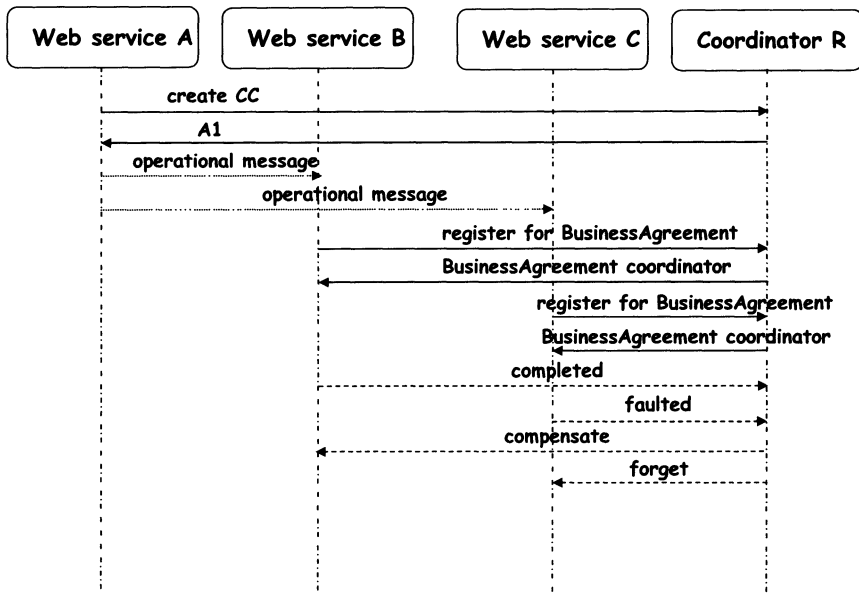 Web service A
Web service B
Web service C
Coordinator R
create CC
A1
operational message
operational message
register for BusinessAgreement
BusinessAgreement coordinator
register for BusinessAgreement
BusinessAgreement coordinator
completed
faulted
compensate
forget